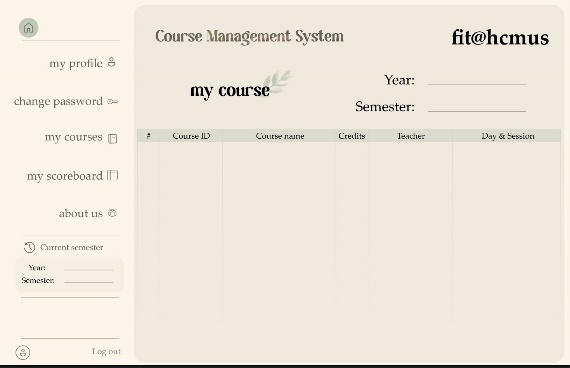 my profile
change password
my courses
my scoreboard
about us
Current semester
Year:
Semester:
Log out
Course Management System
fit@hcmus
my course
Year:
Semester:
# Course ID Course name Credits Teacher Day & Session